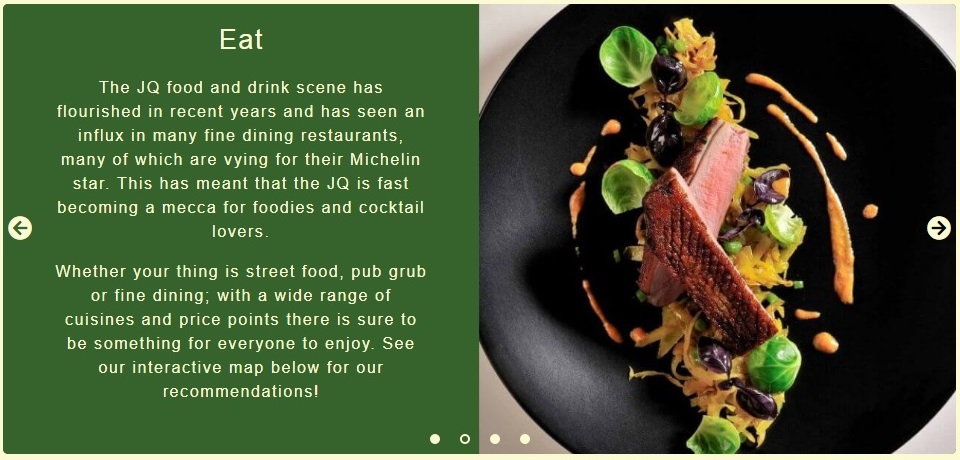 Eat
The JQ food and drink scene has
flourished in recent years and has seen an
influx in many fine dining restaurants,
many of which are vying for their Michelin
star. This has meant that the JQ is fast
becoming a mecca for foodies and cocktail
lovers.
Whether your thing is street food, pub grub
or fine dining; with a wide range of
cuisines and price points there is sure to
be something for everyone to enjoy. See
our interactive map below for our
recommendations!